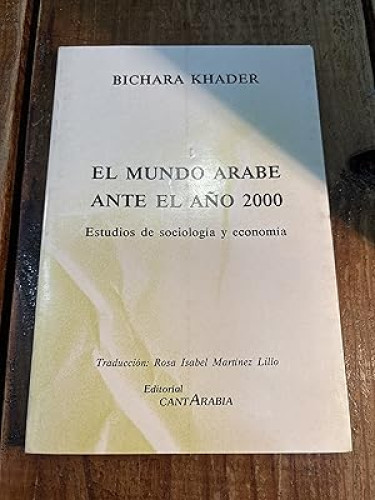 BICHARA KHADER
EL MUNDO ARABE
ANTE EL AÑO 2000
Estudios de sociología y economía
Traducción: Rosa Isabel Martínez Lillo
Editorial
CANTARABIA